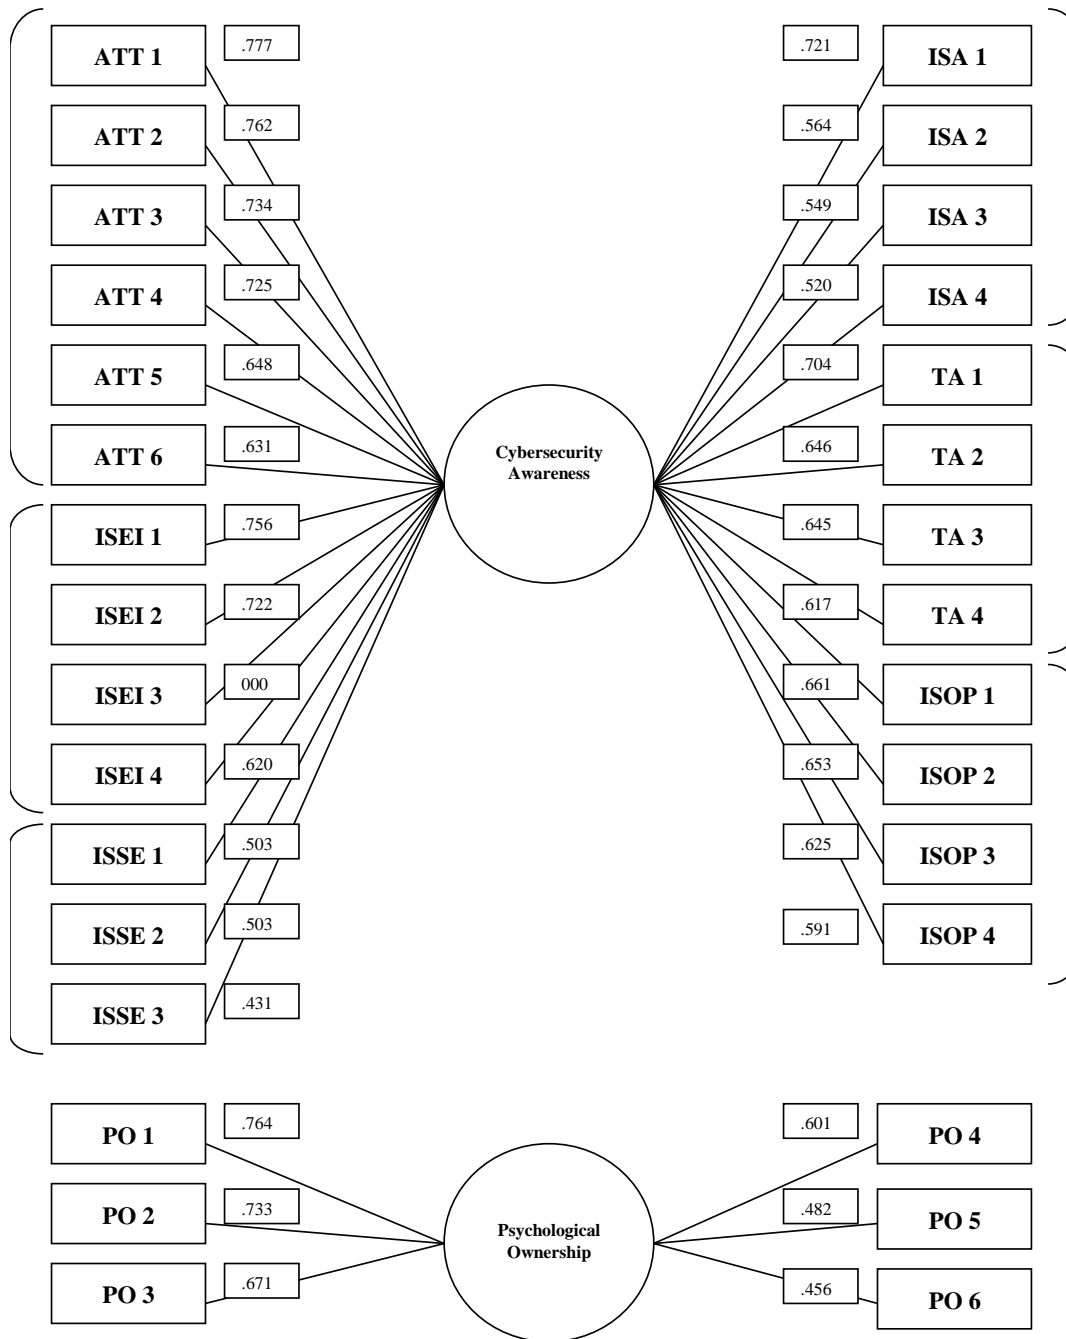 ATT 1 .777 .721 ISA 1
ATT 2 .762 .564 ISA 2
ATT 3 .734 .549 ISA 3
ATT 4 .725 .520 ISA 4
ATT 5 .648 .704 TA 1
ATT 6 .631 .646 TA 2
Cybersecurity
Awareness
ISEI 1 .756 .645 TA 3
ISEI 2 .722 .617 TA 4
ISEI 3 000 .661 ISOP 1
ISEI 4 .620 .653 ISOP 2
ISSE 1 .503 .625 ISOP 3
ISSE 2 .503 .591 ISOP 4
ISSE 3 .431
PO 1 .764 .601 PO 4
PO 2 .733 .482 PO 5
Psychological
Ownership
PO 3 .671 .456 PO 6